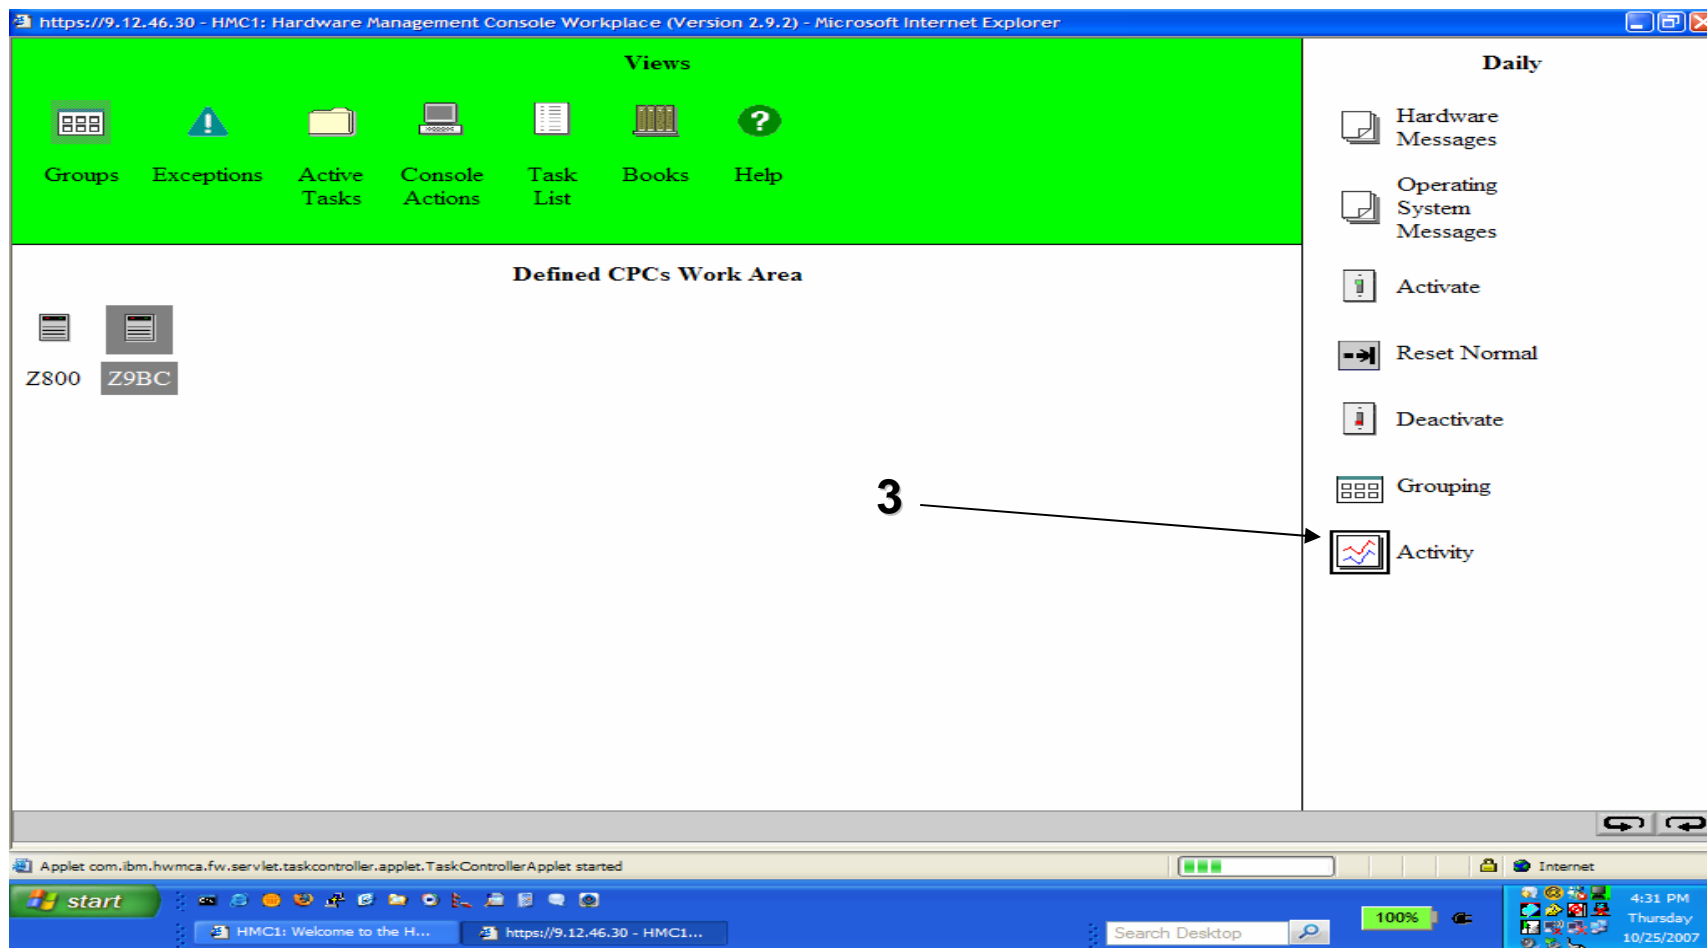 https://9.12.46.30 - HMC1: Hardware Management Console Workplace (Version 2.9.2) - Microsoft Internet Explorer
Views
Groups
Exceptions
Active
Tasks
Console
Actions
Task
List
Books
Help
Defined CPCs Work Area
Z800
Z9BC
3
Daily
Hardware
Messages
Operating
System
Messages
Activate
Reset Normal
Deactivate
Grouping
Activity
Applet com.ibm.hwmca.fw.servlet.taskcontroller.applet.TaskControllerApplet started
Internet
start
HMC1: Welcome to the H...
https://9.12.46.30 - HMC1...
Search Desktop
100%
4:31 PM
Thursday
10/25/2007